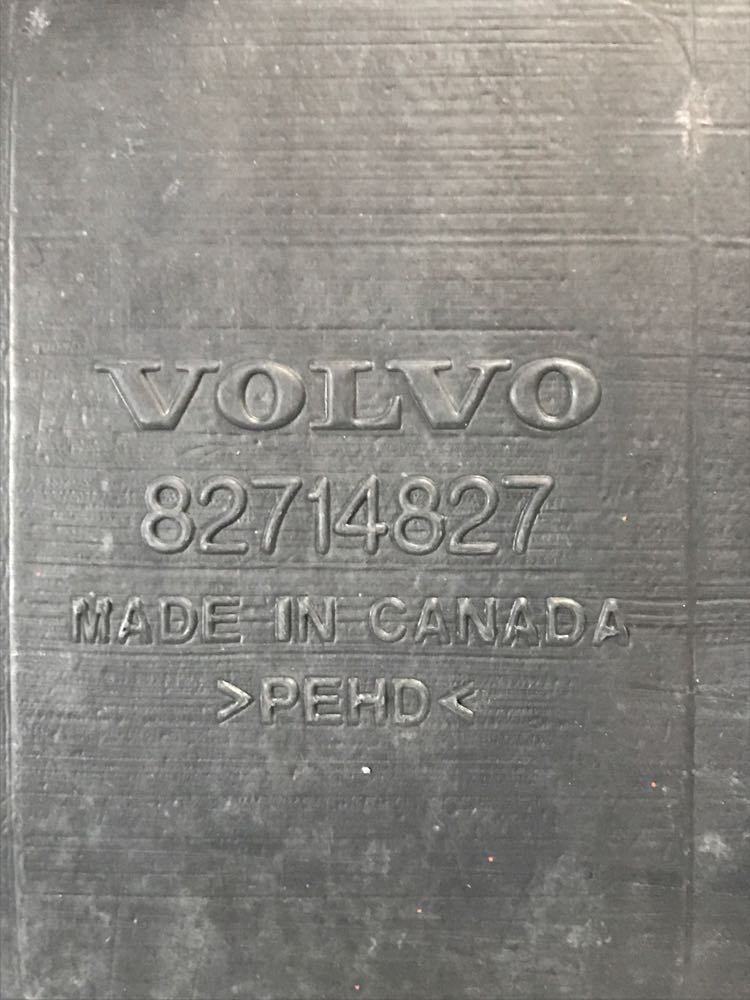 VOLVO
82714827
MADE IN CANADA
>PEHD<